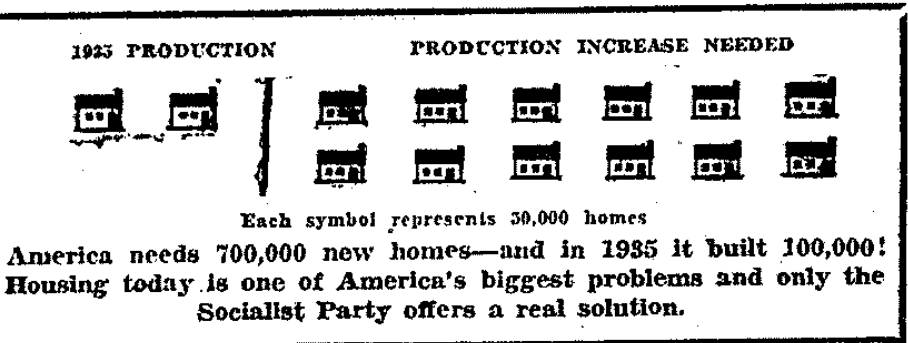 1935 PRODUCTION
PRODUCTION INCREASE NEEDED
Each symbol represents 50,000 homes
America needs 700,000 new homes—and in 1935 it built 100,000!
Housing today is one of America's biggest problems and only the
Socialist Party offers a real solution.